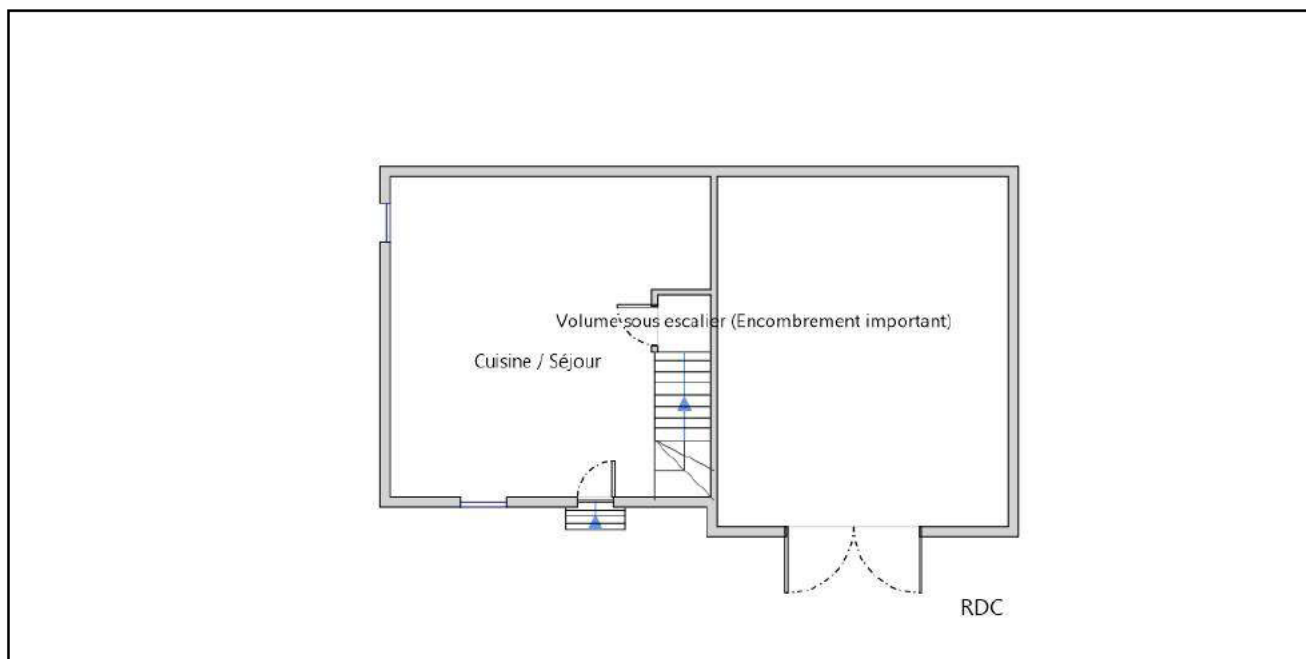 Volume sous escalier (Encombrement important)
Cuisine / Séjour
RDC